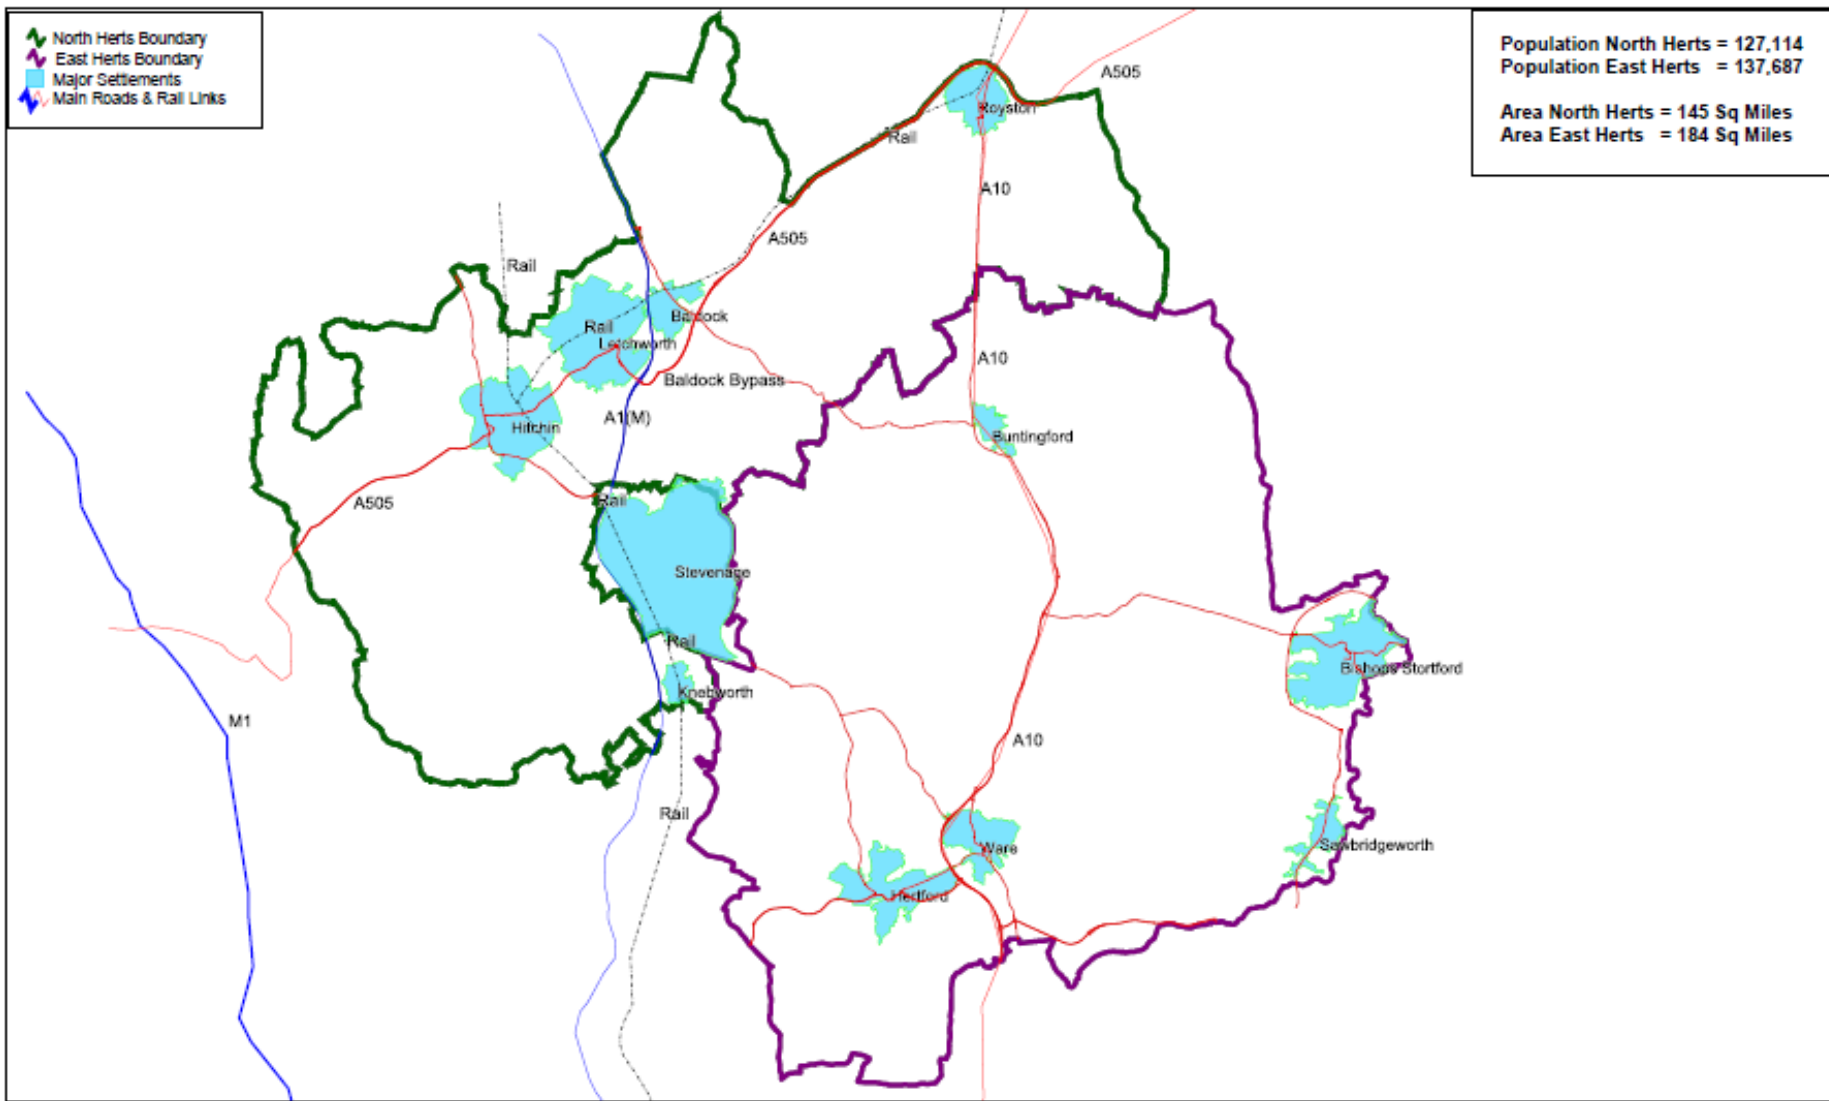 North Herts Boundary
East Herts Boundary
Major Settlements
Main Roads & Rail Links
Population North Herts = 127,114
Population East Herts = 137,687
Area North Herts = 145 Sq Miles
Area East Herts = 184 Sq Miles
A505
Royston
Rail
A10
A505
Rail
Baldock
Rail
Letchworth
A10
Baldock Bypass
A1(M)
Hitchin
Buntingford
Rail
A505
Stevenage
Rail
Bishops Stortford
Knebworth
M1
A10
Rail
Sawbridgeworth
Ware
Hertford